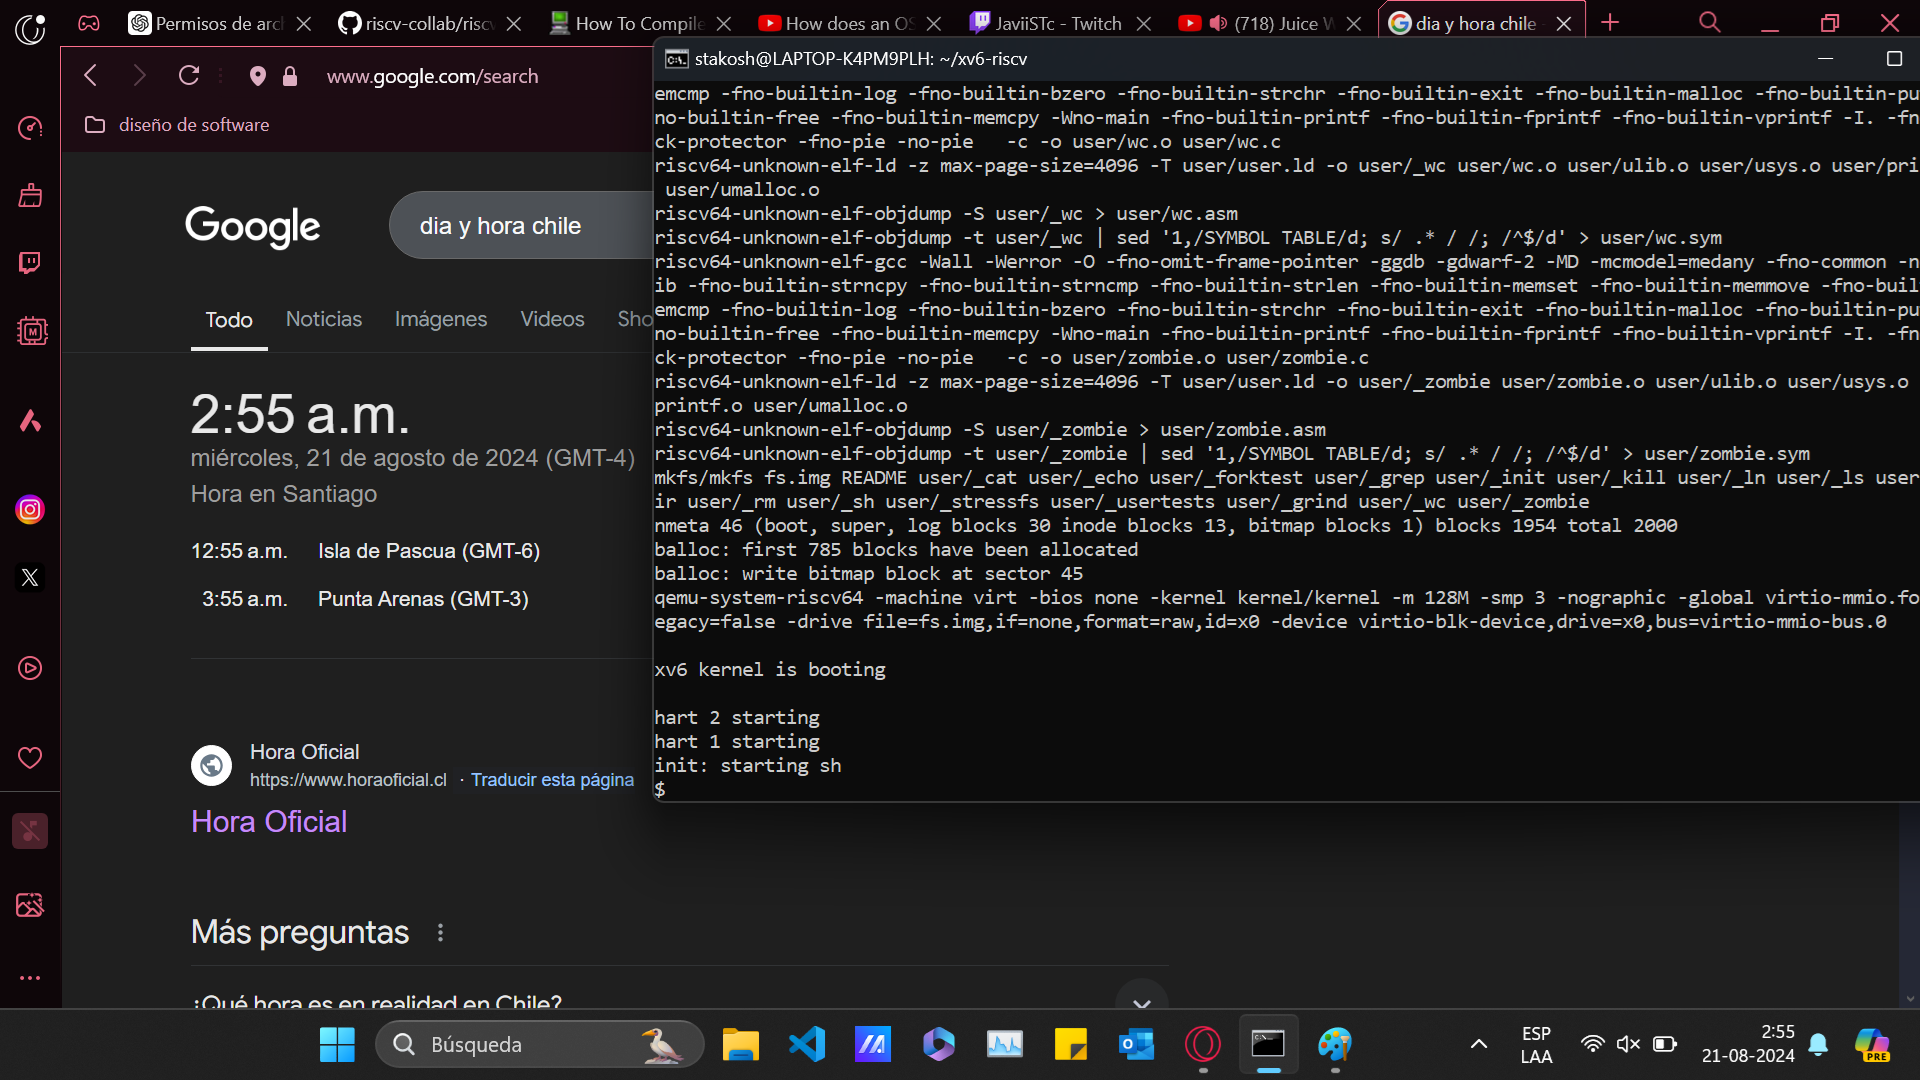 Permisos de arc
riscv-collab/riscv
How To Compile
How does an OS
JaviiSTc - Twitch
(718) Juice W
dia y hora chile -
www.google.com/search
diseño de software
Google
dia y hora chile
Todo
Noticias
Imágenes
Videos
Sho
2:55 a.m.
miércoles, 21 de agosto de 2024 (GMT-4)
Hora en Santiago
12:55 a.m. Isla de Pascua (GMT-6)
3:55 a.m. Punta Arenas (GMT-3)
Hora Oficial
https://www.horaoficial.cl · Traducir esta página
Hora Oficial
Más preguntas
¿Qué hora es en realidad en Chile?
stakosh@LAPTOP-K4PM9PLH: ~/xv6-riscv
emcmp -fno-builtin-log -fno-builtin-bzero -fno-builtin-strchr -fno-builtin-exit -fno-builtin-malloc -fno-builtin-pu
no-builtin-free -fno-builtin-memcpy -Wno-main -fno-builtin-printf -fno-builtin-fprintf -fno-builtin-vprintf -I. -fn
ck-protector -fno-pie -no-pie   -c -o user/wc.o user/wc.c
riscv64-unknown-elf-ld -z max-page-size=4096 -T user/user.ld -o user/_wc user/wc.o user/ulib.o user/usys.o user/pri
user/umalloc.o
riscv64-unknown-elf-objdump -S user/_wc > user/wc.asm
riscv64-unknown-elf-objdump -t user/_wc | sed '1,/SYMBOL TABLE/d; s/ .* / /; /^$/d' > user/wc.sym
riscv64-unknown-elf-gcc -Wall -Werror -O -fno-omit-frame-pointer -ggdb -gdwarf-2 -MD -mcmodel=medany -fno-common -n
ib -fno-builtin-strncpy -fno-builtin-strncmp -fno-builtin-strlen -fno-builtin-memset -fno-builtin-memmove -fno-buil
emcmp -fno-builtin-log -fno-builtin-bzero -fno-builtin-strchr -fno-builtin-exit -fno-builtin-malloc -fno-builtin-pu
no-builtin-free -fno-builtin-memcpy -Wno-main -fno-builtin-printf -fno-builtin-fprintf -fno-builtin-vprintf -I. -fn
ck-protector -fno-pie -no-pie   -c -o user/zombie.o user/zombie.c
riscv64-unknown-elf-ld -z max-page-size=4096 -T user/user.ld -o user/_zombie user/zombie.o user/ulib.o user/usys.o
printf.o user/umalloc.o
riscv64-unknown-elf-objdump -S user/_zombie > user/zombie.asm
riscv64-unknown-elf-objdump -t user/_zombie | sed '1,/SYMBOL TABLE/d; s/ .* / /; /^$/d' > user/zombie.sym
mkfs/mkfs fs.img README user/_cat user/_echo user/_forktest user/_grep user/_init user/_kill user/_ln user/_ls user
ir user/_rm user/_sh user/_stressfs user/_usertests user/_grind user/_wc user/_zombie
nmeta 46 (boot, super, log blocks 30 inode blocks 13, bitmap blocks 1) blocks 1954 total 2000
balloc: first 785 blocks have been allocated
balloc: write bitmap block at sector 45
qemu-system-riscv64 -machine virt -bios none -kernel kernel/kernel -m 128M -smp 3 -nographic -global virtio-mmio.fo
egacy=false -drive file=fs.img,if=none,format=raw,id=x0 -device virtio-blk-device,drive=x0,bus=virtio-mmio-bus.0
xv6 kernel is booting
hart 2 starting
hart 1 starting
init: starting sh
$
Búsqueda
ESP
LAA
2:55
21-08-2024
PRE